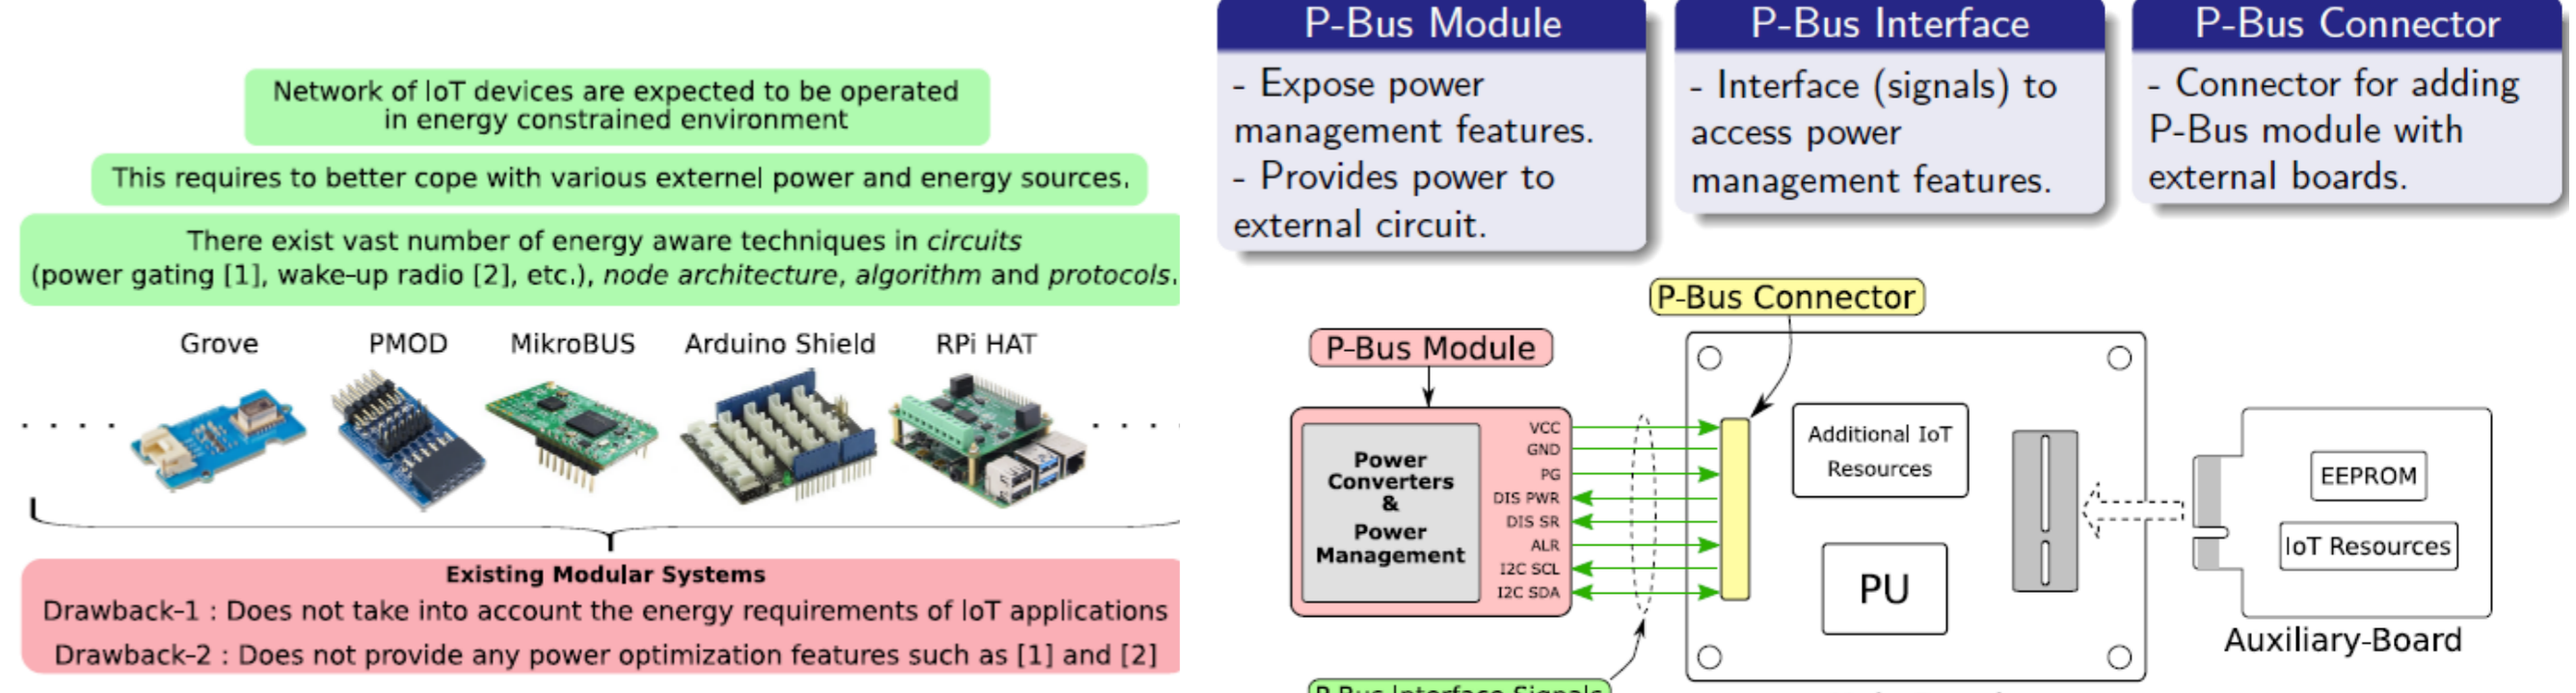 Network of IoT devices are expected to be operated
in energy constrained environment
This requires to better cope with various externel power and energy sources.
There exist vast number of energy aware techniques in circuits
(power gating [1], wake-up radio [2], etc.), node architecture, algorithm and protocols.
Grove
PMOD
MikroBUS
Arduino Shield
RPi HAT
. . . .
. . . .
Existing Modular Systems
Drawback-1 : Does not take into account the energy requirements of IoT applications
Drawback-2 : Does not provide any power optimization features such as [1] and [2]
P-Bus Module
- Expose power
management features.
- Provides power to
external circuit.
P-Bus Interface
- Interface (signals) to
access power
management features.
P-Bus Connector
- Connector for adding
P-Bus module with
external boards.
P-Bus Connector
P-Bus Module
Power
Converters
&
Power
Management
VCC
GND
PG
DIS PWR
DIS SR
ALR
I2C SCL
I2C SDA
Additional IoT
Resources
PU
EEPROM
IoT Resources
Auxiliary-Board
P-Bus Interface Signals